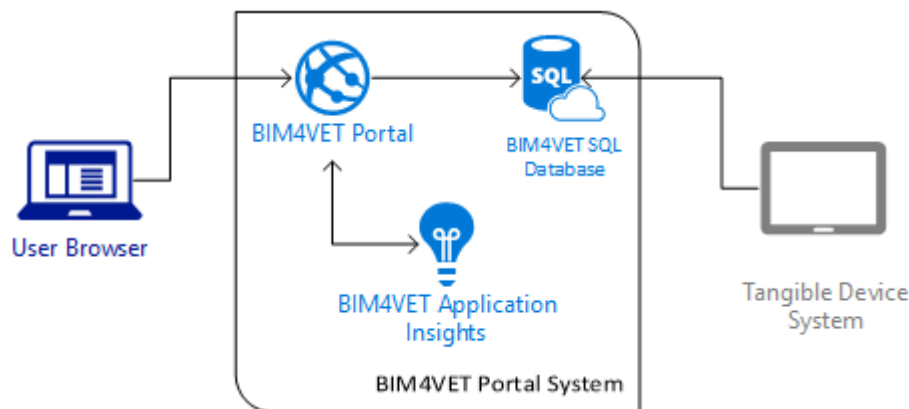 SQL
BIM4VET Portal
BIM4VET SQL
Database
User Browser
BIM4VET Application
Insights
Tangible Device
System
BIM4VET Portal System